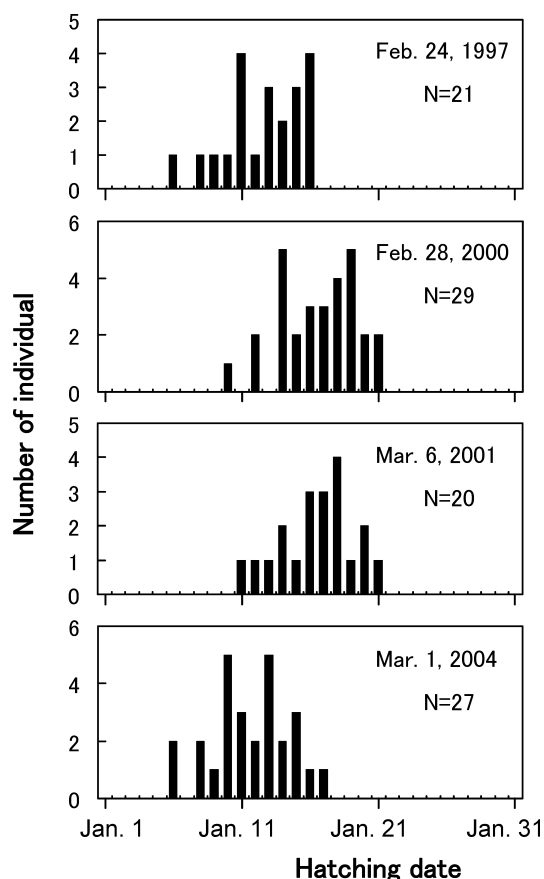 5
4
3
2
1
0
Feb. 24, 1997
N=21
6
4
2
0
Feb. 28, 2000
N=29
5
4
3
2
1
0
Mar. 6, 2001
N=20
6
4
2
0
Mar. 1, 2004
N=27
Jan. 1 Jan. 11 Jan. 21 Jan. 31
Hatching date
Number of individual